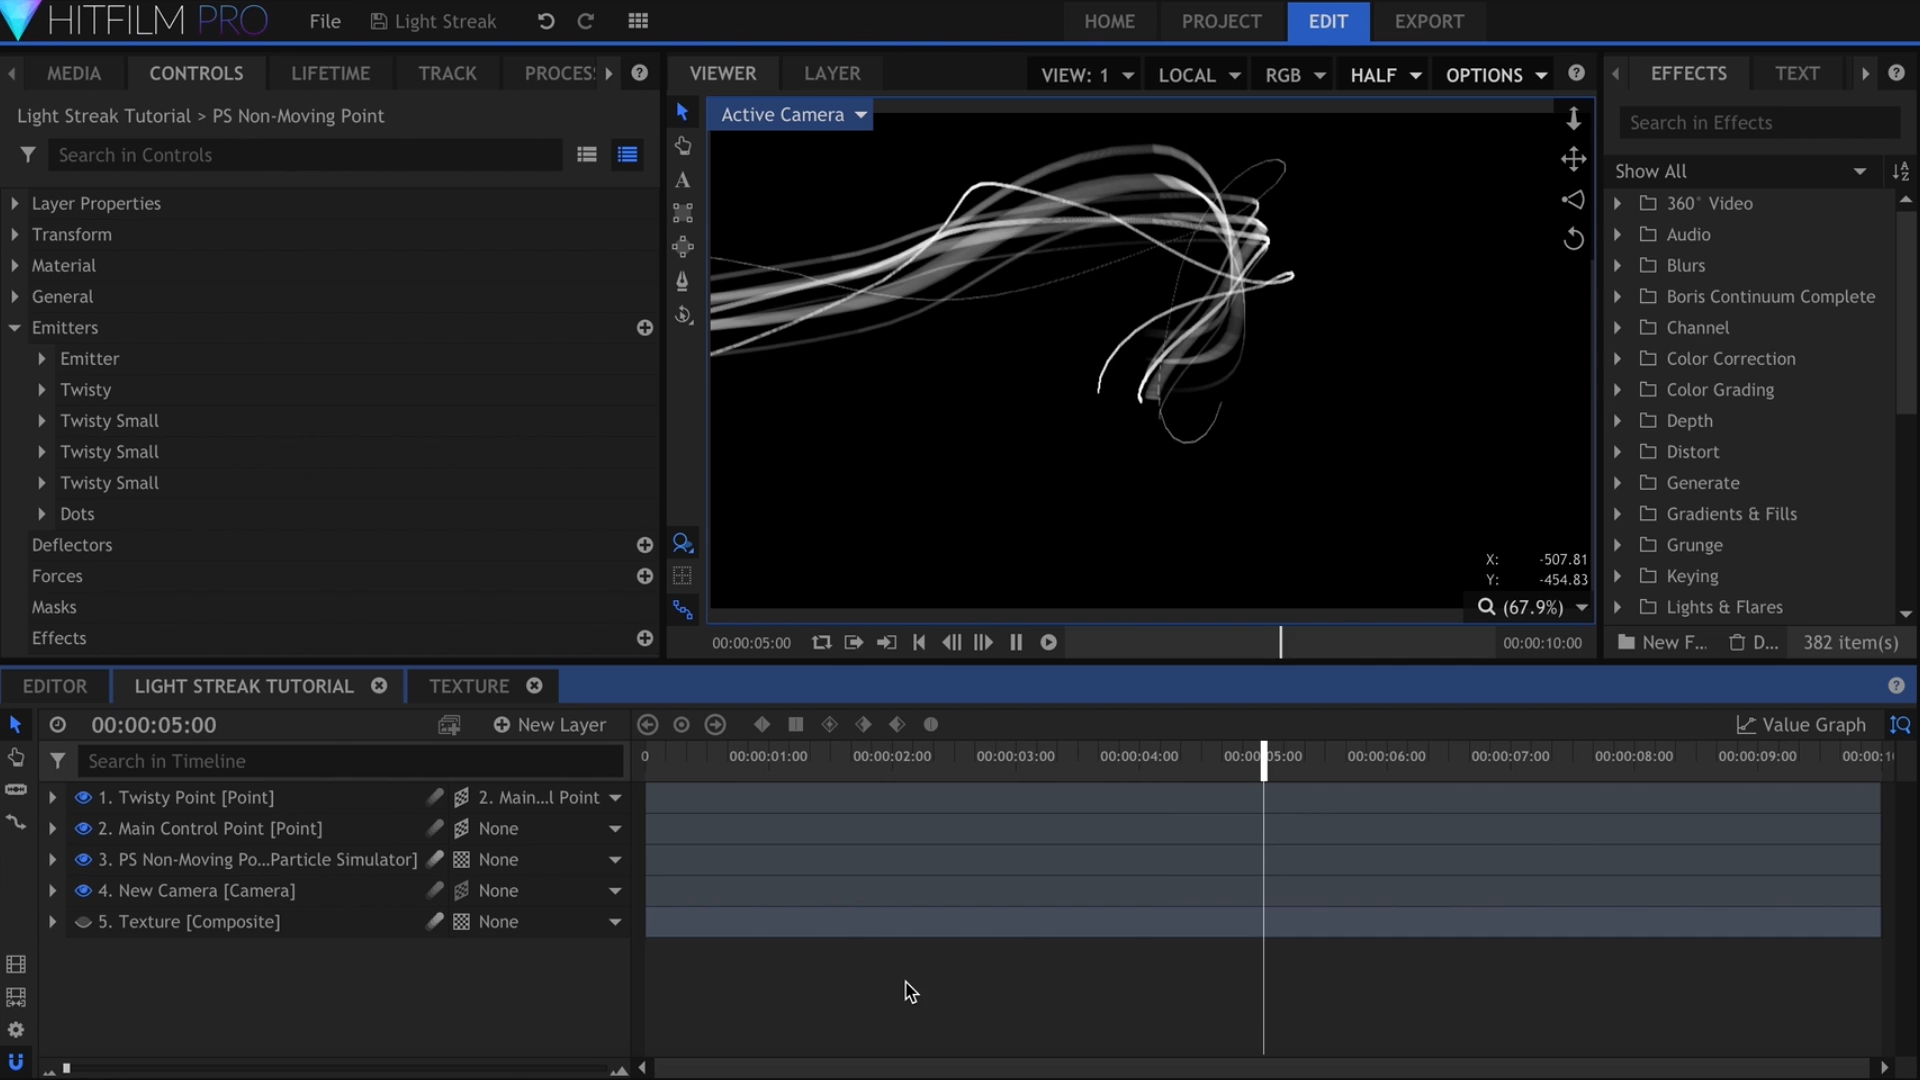 HITFILM PRO File Light Streak HOME PROJECT EDIT EXPORT
MEDIA CONTROLS LIFETIME TRACK PROCES
Light Streak Tutorial > PS Non-Moving Point
Search in Controls
Layer Properties
Transform
Material
General
Emitters
Emitter
Twisty
Twisty Small
Twisty Small
Twisty Small
Dots
Deflectors
Forces
Masks
Effects
VIEWER LAYER VIEW: 1 LOCAL RGB HALF OPTIONS
Active Camera
X: -507.81
Y: -454.83
(67.9%)
00:00:05:00 00:00:10:00
EFFECTS TEXT
Search in Effects
Show All
360° Video
Audio
Blurs
Boris Continuum Complete
Channel
Color Correction
Color Grading
Depth
Distort
Generate
Gradients & Fills
Grunge
Keying
Lights & Flares
New F... D... 382 item(s)
EDITOR LIGHT STREAK TUTORIAL TEXTURE
00:00:05:00 New Layer Value Graph
Search in Timeline
0 00:00:01:00 00:00:02:00 00:00:03:00 00:00:04:00 00:00:05:00 00:00:06:00 00:00:07:00 00:00:08:00 00:00:09:00 00:00:1
1. Twisty Point [Point] 2. Main...l Point
2. Main Control Point [Point] None
3. PS Non-Moving Po...Particle Simulator] None
4. New Camera [Camera] None
5. Texture [Composite] None